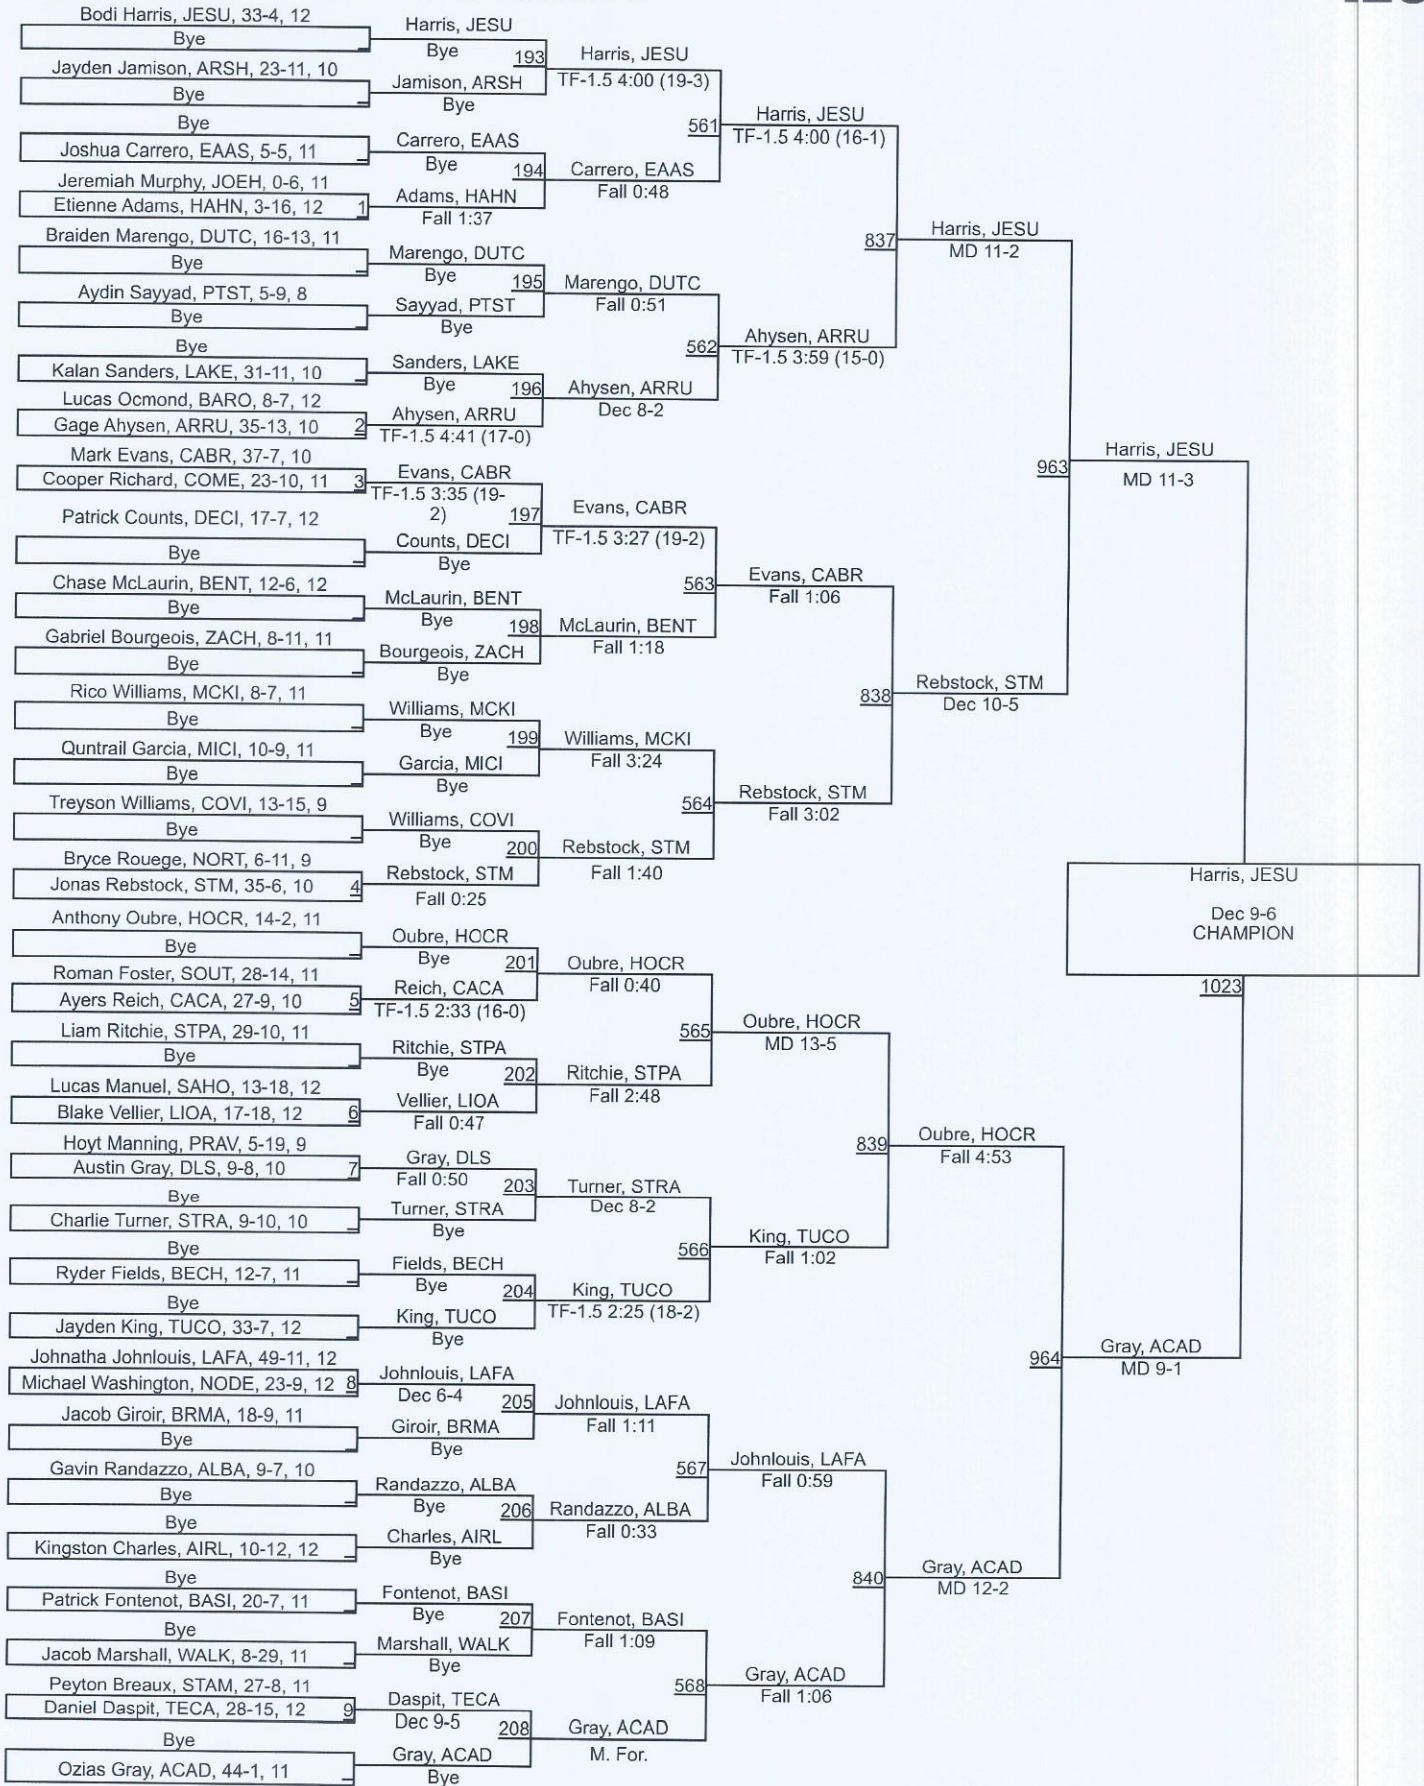 Bodi Harris, JESU, 33-4, 12
Bye
Jayden Jamison, ARSH, 23-11, 10
Bye
Bye
Joshua Carrero, EAAS, 5-5, 11
Jeremiah Murphy, JOEH, 0-6, 11
Etienne Adams, HAHN, 3-16, 12 1
Braiden Marengo, DUTC, 16-13, 11
Bye
Aydin Sayyad, PTST, 5-9, 8
Bye
Bye
Kalan Sanders, LAKE, 31-11, 10
Lucas Ocmond, BARO, 8-7, 12
Gage Ahysen, ARRU, 35-13, 10 2
Mark Evans, CABR, 37-7, 10
Cooper Richard, COME, 23-10, 11 3
Patrick Counts, DECI, 17-7, 12
Bye
Chase McLaurin, BENT, 12-6, 12
Bye
Gabriel Bourgeois, ZACH, 8-11, 11
Bye
Rico Williams, MCKI, 8-7, 11
Bye
Quntrail Garcia, MICI, 10-9, 11
Bye
Treyson Williams, COVI, 13-15, 9
Bye
Bryce Rouege, NORT, 6-11, 9
Jonas Rebstock, STM, 35-6, 10 4
Anthony Oubre, HOCR, 14-2, 11
Bye
Roman Foster, SOUT, 28-14, 11
Ayers Reich, CACA, 27-9, 10 5
Liam Ritchie, STPA, 29-10, 11
Bye
Lucas Manuel, SAHO, 13-18, 12
Blake Vellier, LIOA, 17-18, 12 6
Hoyt Manning, PRAV, 5-19, 9
Austin Gray, DLS, 9-8, 10 7
Bye
Charlie Turner, STRA, 9-10, 10
Bye
Ryder Fields, BECH, 12-7, 11
Bye
Jayden King, TUCO, 33-7, 12
Johnatha Johnlouis, LAFA, 49-11, 12
Michael Washington, NODE, 23-9, 12 8
Jacob Giroir, BRMA, 18-9, 11
Bye
Gavin Randazzo, ALBA, 9-7, 10
Bye
Bye
Kingston Charles, AIRL, 10-12, 12
Bye
Patrick Fontenot, BASI, 20-7, 11
Bye
Jacob Marshall, WALK, 8-29, 11
Peyton Breaux, STAM, 27-8, 11
Daniel Daspit, TECA, 28-15, 12 9
Bye
Ozias Gray, ACAD, 44-1, 11
Harris, JESU
Bye
193
Jamison, ARSH
Bye
Carrero, EAAS
Bye
194
Adams, HAHN
Fall 1:37
Marengo, DUTC
Bye
195
Sayyad, PTST
Bye
Sanders, LAKE
Bye
196
Ahysen, ARRU
TF-1.5 4:41 (17-0)
Evans, CABR
TF-1.5 3:35 (19-
2)
197
Counts, DECI
Bye
McLaurin, BENT
Bye
198
Bourgeois, ZACH
Bye
Williams, MCKI
Bye
199
Garcia, MICI
Bye
Williams, COVI
Bye
200
Rebstock, STM
Fall 0:25
Oubre, HOCR
Bye
201
Reich, CACA
TF-1.5 2:33 (16-0)
Ritchie, STPA
Bye
202
Vellier, LIOA
Fall 0:47
Gray, DLS
Fall 0:50
203
Turner, STRA
Bye
Fields, BECH
Bye
204
King, TUCO
Bye
Johnlouis, LAFA
Dec 6-4
205
Giroir, BRMA
Bye
Randazzo, ALBA
Bye
206
Charles, AIRL
Bye
Fontenot, BASI
Bye
207
Marshall, WALK
Bye
Daspit, TECA
Dec 9-5
208
Gray, ACAD
Bye
Harris, JESU
TF-1.5 4:00 (19-3)
561
Carrero, EAAS
Fall 0:48
Marengo, DUTC
Fall 0:51
562
Ahysen, ARRU
Dec 8-2
Evans, CABR
TF-1.5 3:27 (19-2)
563
McLaurin, BENT
Fall 1:18
Williams, MCKI
Fall 3:24
564
Rebstock, STM
Fall 1:40
Oubre, HOCR
Fall 0:40
565
Ritchie, STPA
Fall 2:48
Turner, STRA
Dec 8-2
566
King, TUCO
TF-1.5 2:25 (18-2)
Johnlouis, LAFA
Fall 1:11
567
Randazzo, ALBA
Fall 0:33
Fontenot, BASI
Fall 1:09
568
Gray, ACAD
M. For.
Harris, JESU
TF-1.5 4:00 (16-1)
837
Ahysen, ARRU
TF-1.5 3:59 (15-0)
Evans, CABR
Fall 1:06
838
Rebstock, STM
Fall 3:02
Oubre, HOCR
MD 13-5
839
King, TUCO
Fall 1:02
Johnlouis, LAFA
Fall 0:59
840
Gray, ACAD
Fall 1:06
Harris, JESU
MD 11-2
963
Rebstock, STM
Dec 10-5
Oubre, HOCR
Fall 4:53
964
Gray, ACAD
MD 12-2
Harris, JESU
MD 11-3
Harris, JESU
Dec 9-6
CHAMPION
1023
Gray, ACAD
MD 9-1